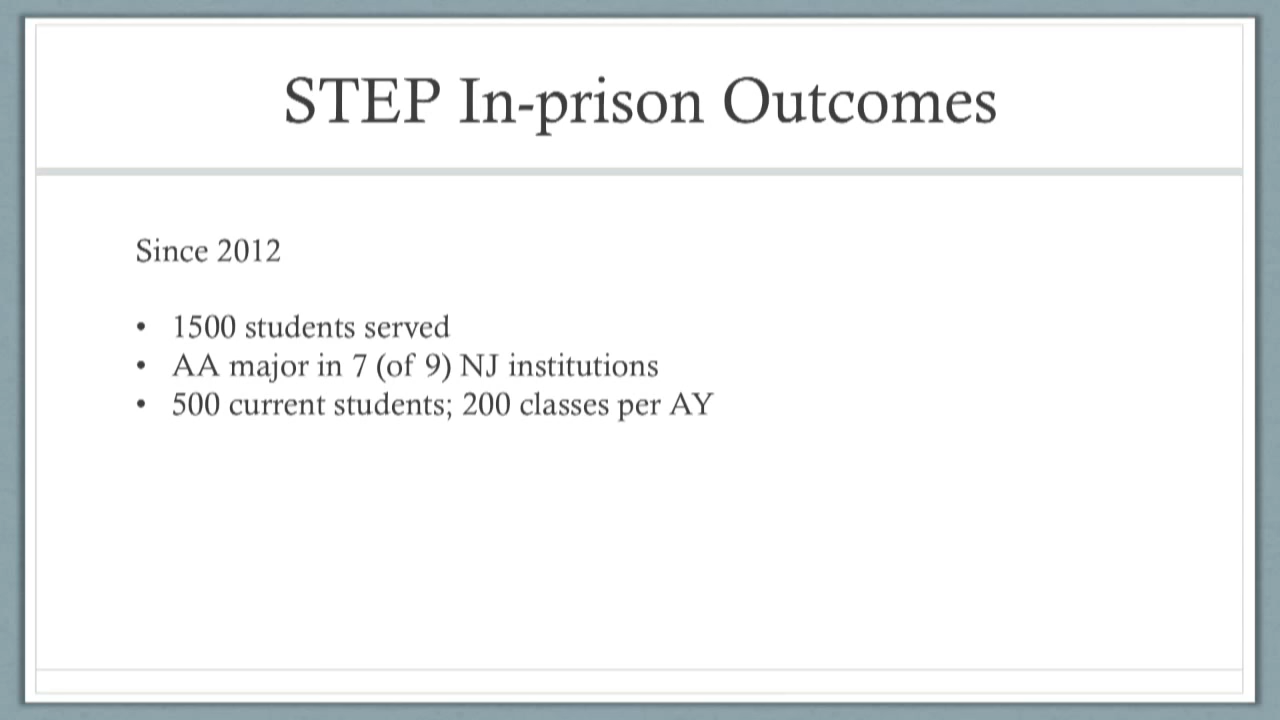 STEP In-prison Outcomes
Since 2012
• 1500 students served
• AA major in 7 (of 9) NJ institutions
• 500 current students; 200 classes per AY